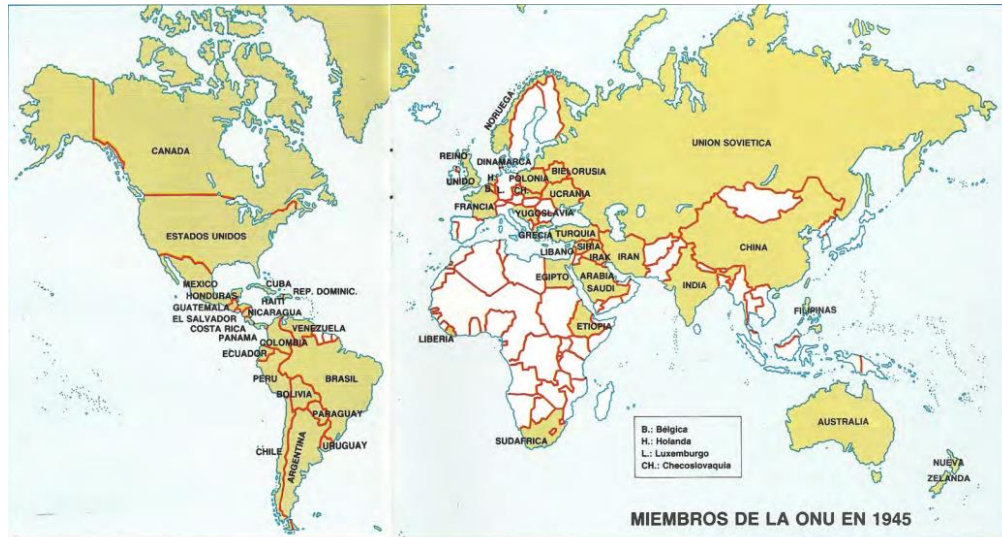 CANADA
ESTADOS UNIDOS
MEXICO
CUBA
REP. DOMINIC.
HONDURAS
HAITI
GUATEMALA
NICARAGUA
EL SALVADOR
COSTA RICA
PANAMA
VENEZUELA
COLOMBIA
ECUADOR
PERU
BRASIL
BOLIVIA
PARAGUAY
CHILE
ARGENTINA
URUGUAY
NORUEGA
REINO
UNIDO
DINAMARCA
H.
B.
L.
CH.
POLONIA
BIELORUSIA
UCRANIA
FRANCIA
YUGOSLAVIA
GRECIA
TURQUIA
SIRIA
LIBANO
IRAK
IRAN
EGIPTO
ARABIA
SAUDI
ETIOPIA
LIBERIA
SUDAFRICA
UNION SOVIETICA
CHINA
INDIA
FILIPINAS
AUSTRALIA
NUEVA
ZELANDA
B.: Bélgica
H.: Holanda
L.: Luxemburgo
CH.: Checoslovaquia
MIEMBROS DE LA ONU EN 1945